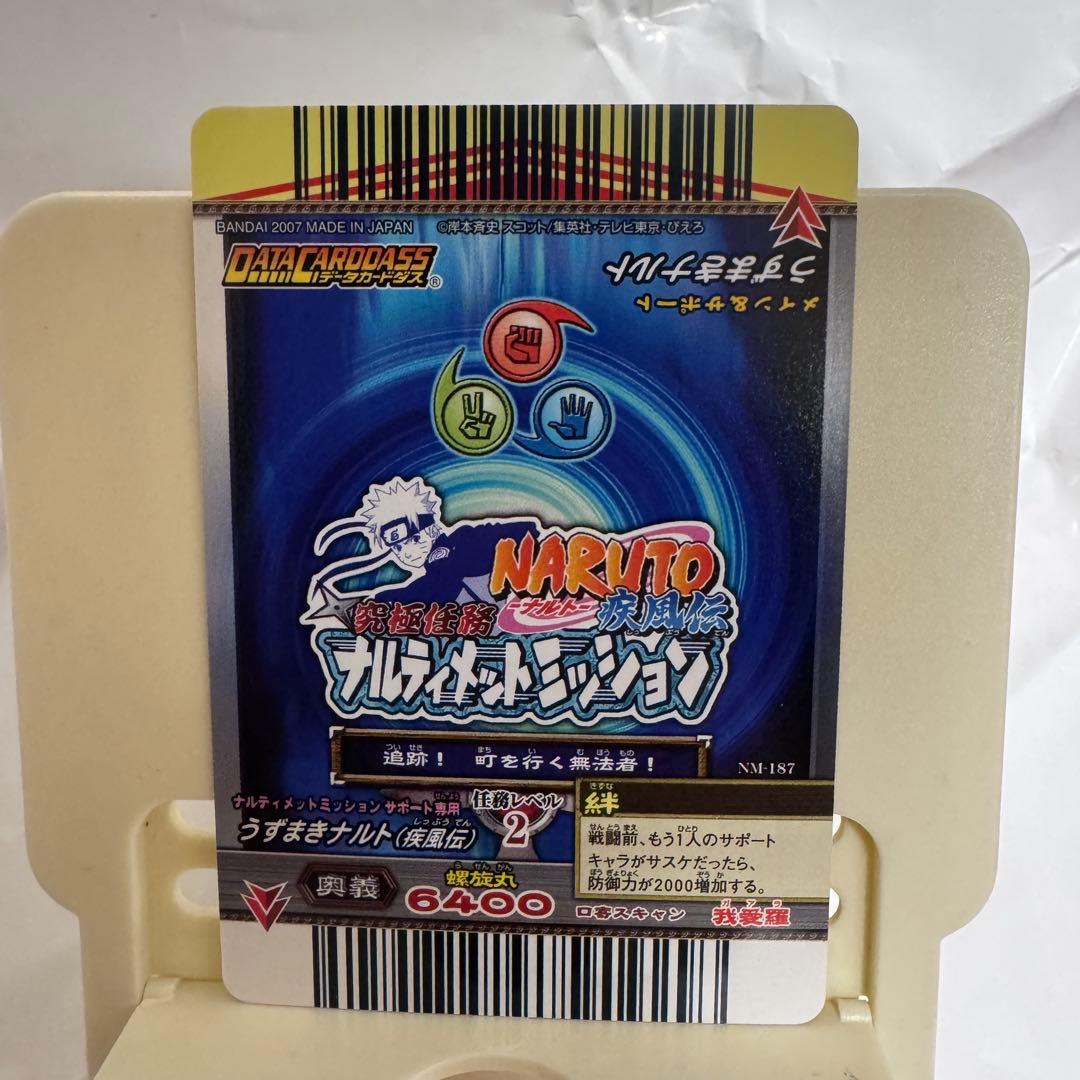 BANDAI 2007 MADE IN JAPAN ©岸本斉史 スコット/集英社・テレビ東京・ぴえろ
DATA CARDDASS
データカードダス®
うずまきナルト
メイン&サポート
NARUTO
-ナルト- 疾風伝
究極任務
ナルティメットミッション
追跡! 町を行く無法者!
NM-187
ナルティメットミッション サポート専用
うずまきナルト(疾風伝)
任務レベル
2
絆
戦闘前、もう1人のサポート
キャラがサスケだったら、
防御力が2000増加する。
奥義
螺旋丸
6400
口寄スキャン 我愛羅